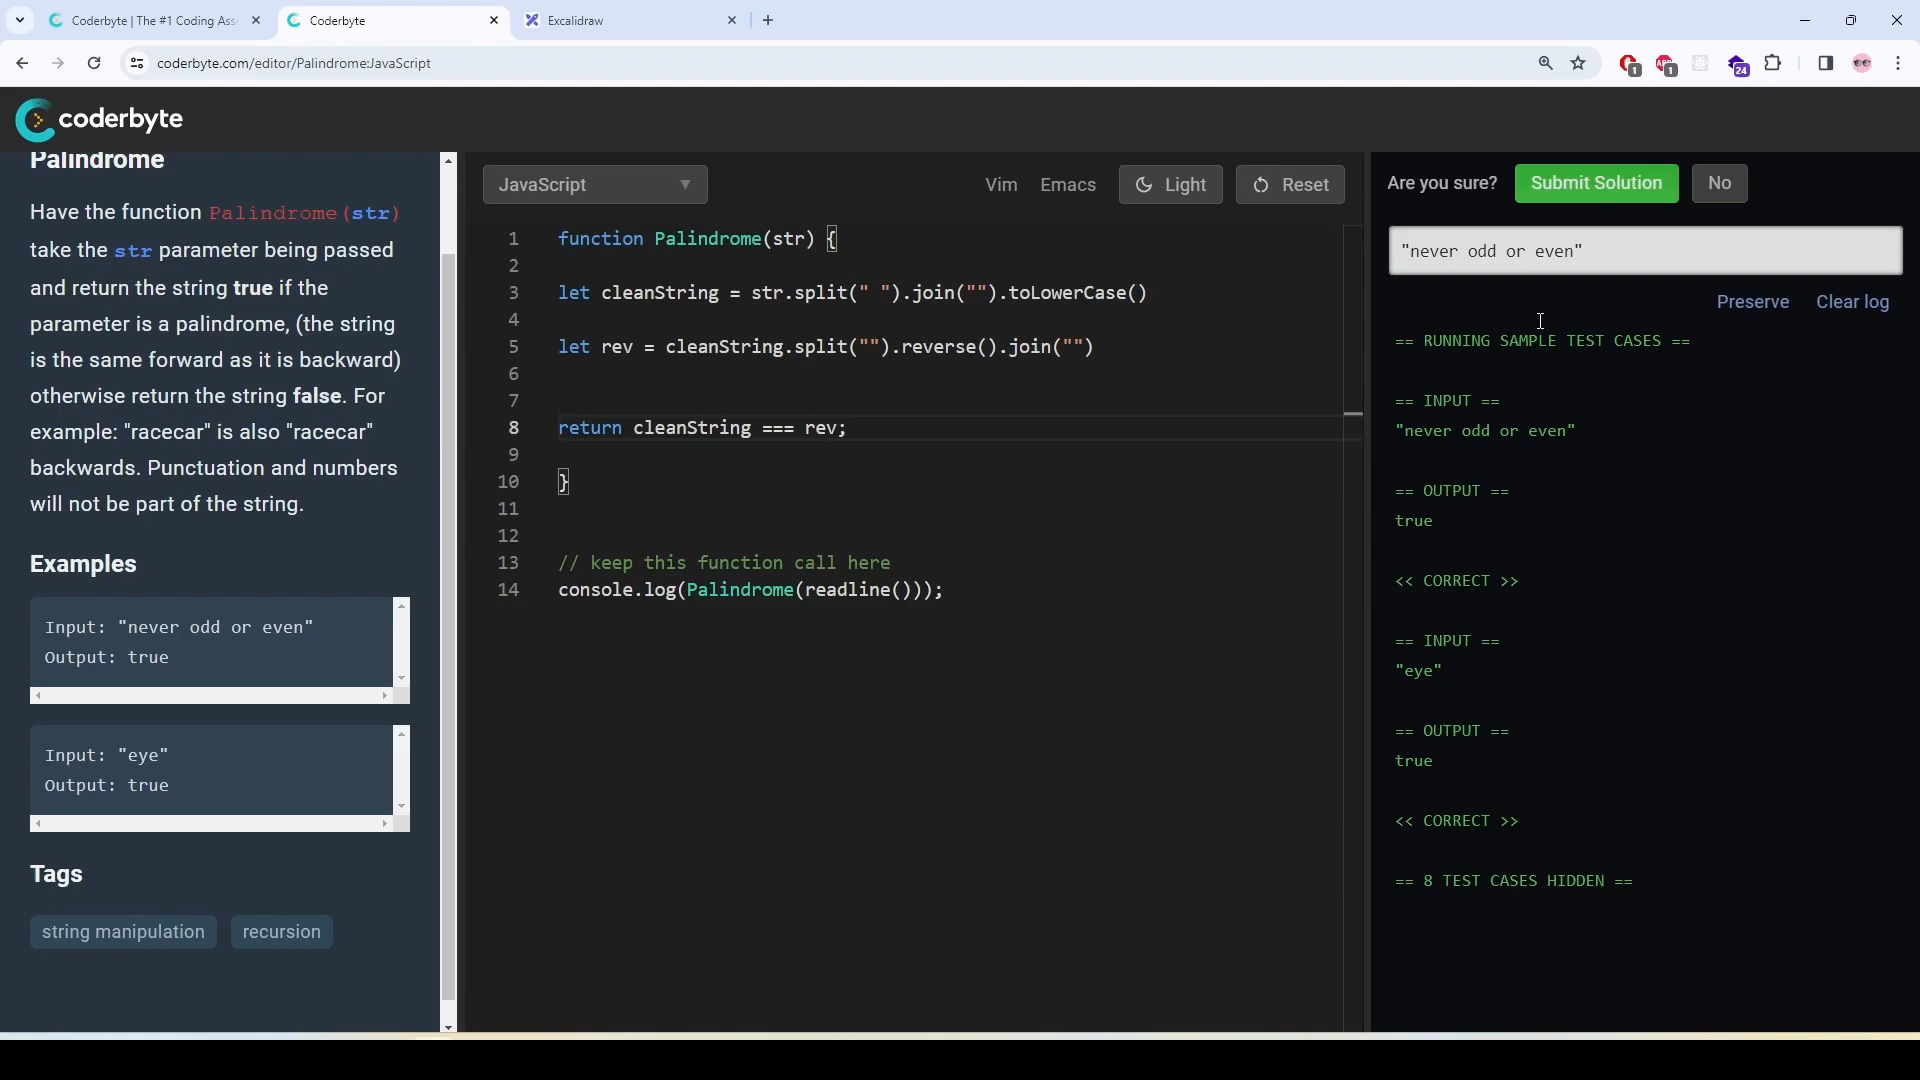 Coderbyte | The #1 Coding Ass
Coderbyte
Excalidraw
coderbyte.com/editor/Palindrome:JavaScript
1
1
24
coderbyte
Palindrome
Have the function Palindrome(str)
take the str parameter being passed
and return the string true if the
parameter is a palindrome, (the string
is the same forward as it is backward)
otherwise return the string false. For
example: "racecar" is also "racecar"
backwards. Punctuation and numbers
will not be part of the string.
Examples
Input: "never odd or even"
Output: true
Input: "eye"
Output: true
Tags
string manipulation
recursion
JavaScript
Vim
Emacs
Light
Reset
1 function Palindrome(str) {
2
3 let cleanString = str.split(" ").join("").toLowerCase()
4
5 let rev = cleanString.split("").reverse().join("")
6
7
8 return cleanString === rev;
9
10 }
11
12
13 // keep this function call here
14 console.log(Palindrome(readline()));
Are you sure?
Submit Solution
No
"never odd or even"
Preserve
Clear log
== RUNNING SAMPLE TEST CASES ==
== INPUT ==
"never odd or even"
== OUTPUT ==
true
<< CORRECT >>
== INPUT ==
"eye"
== OUTPUT ==
true
<< CORRECT >>
== 8 TEST CASES HIDDEN ==